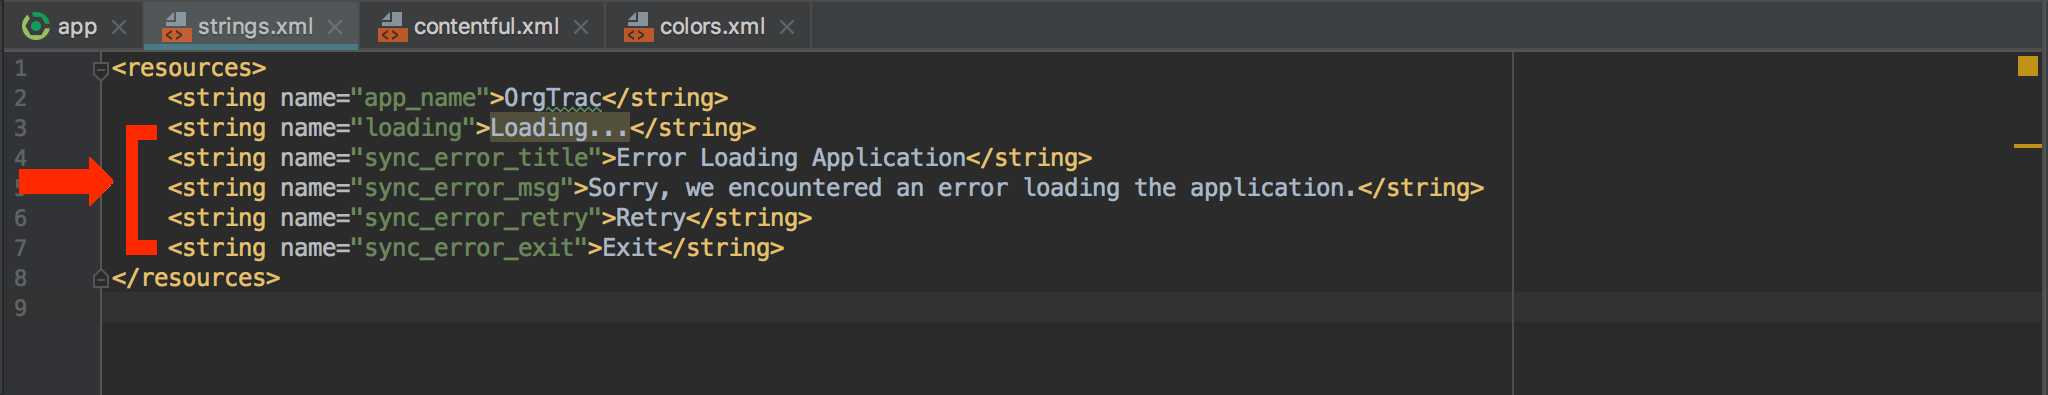 app strings.xml contentful.xml colors.xml
1 <resources>
2 <string name="app_name">OrgTrac</string>
3 <string name="loading">Loading...</string>
4 <string name="sync_error_title">Error Loading Application</string>
<string name="sync_error_msg">Sorry, we encountered an error loading the application.</string>
6 <string name="sync_error_retry">Retry</string>
7 <string name="sync_error_exit">Exit</string>
8 </resources>
9